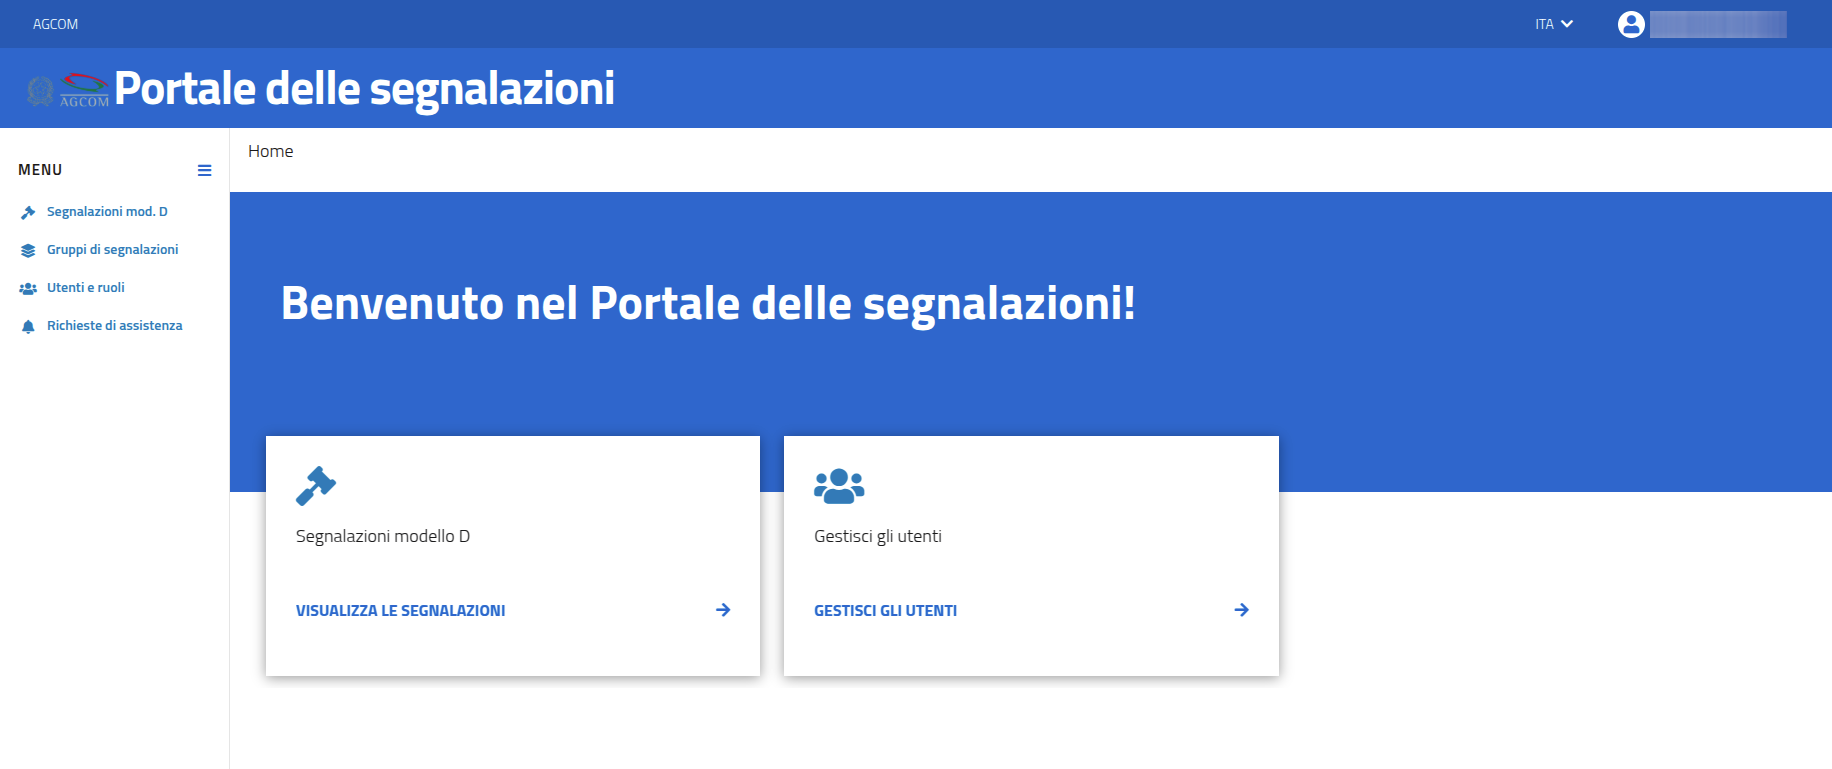 AGCOM
ITA
AGCOM
Portale delle segnalazioni
MENU
Segnalazioni mod. D
Gruppi di segnalazioni
Utenti e ruoli
Richieste di assistenza
Home
Benvenuto nel Portale delle segnalazioni!
Segnalazioni modello D
VISUALIZZA LE SEGNALAZIONI
Gestisci gli utenti
GESTISCI GLI UTENTI